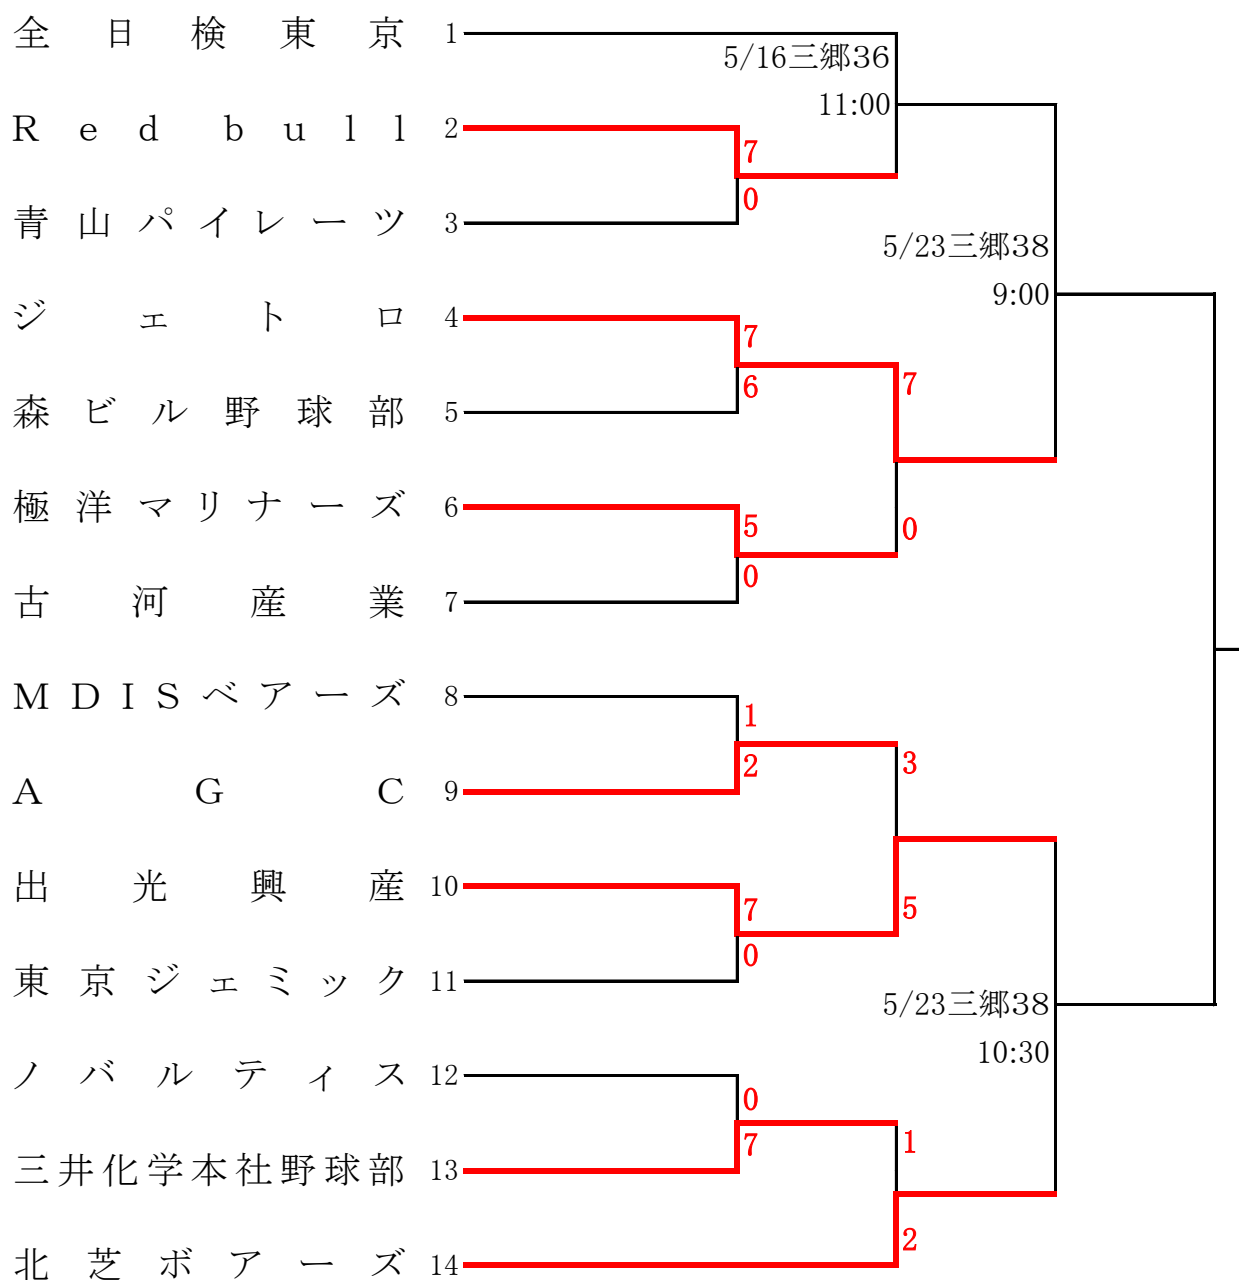 全日検東京 1
5/16三郷36
11:00
Red bull 2
7
0
青山パイレーツ 3
5/23三郷38
9:00
ジェトロ 4
7
6
7
森ビル野球部 5
極洋マリナーズ 6
5
0
0
古河産業 7
MDISベアーズ 8
1
2
3
AGC 9
出光興産 10
7
0
5
東京ジェミック 11
5/23三郷38
10:30
ノバルティス 12
0
7
1
三井化学本社野球部 13
2
北芝ボアーズ 14